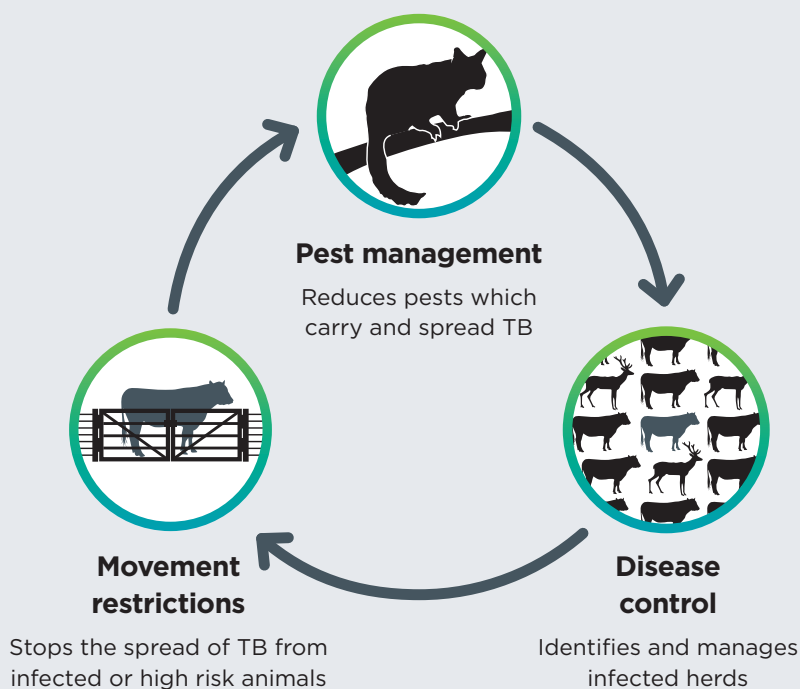 Pest management
Reduces pests which
carry and spread TB
Movement
restrictions
Stops the spread of TB from
infected or high risk animals
Disease
control
Identifies and manages
infected herds